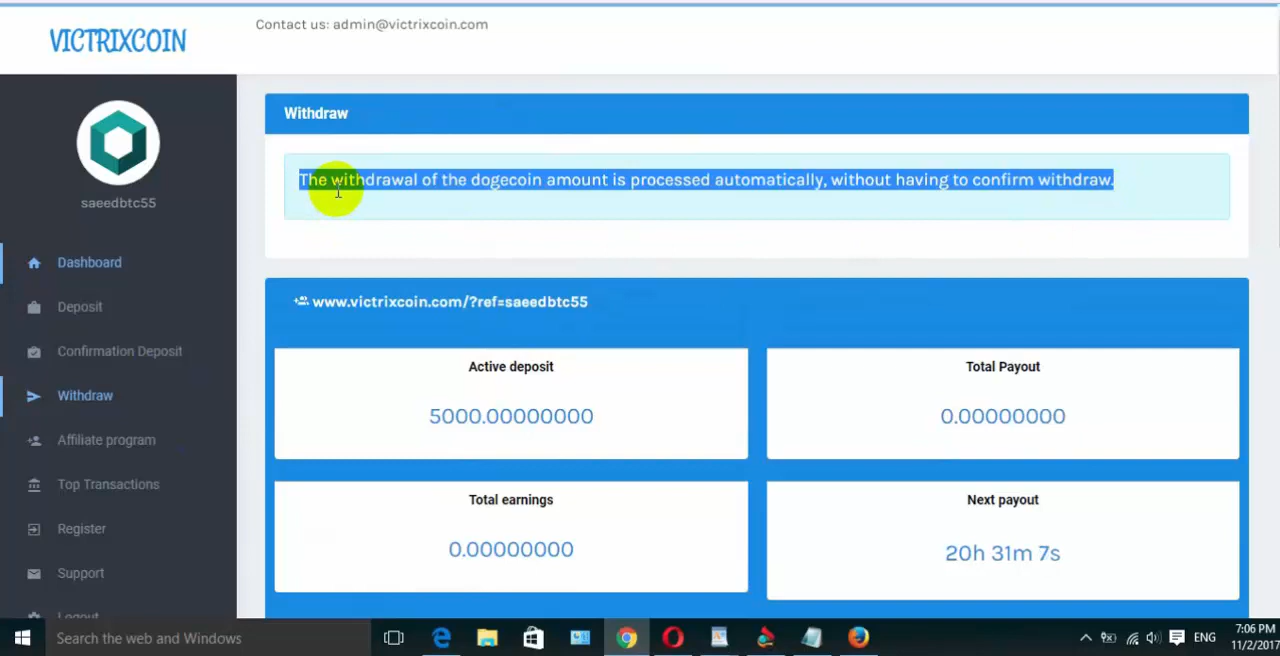 Contact us: admin@victrixcoin.com
VICTRIXCOIN
saeedbtc55
Dashboard
Deposit
Confirmation Deposit
Withdraw
Affiliate program
Top Transactions
Register
Support
Logout
Withdraw
The withdrawal of the dogecoin amount is processed automatically, without having to confirm withdraw.
www.victrixcoin.com/?ref=saeedbtc55
Active deposit
5000.00000000
Total Payout
0.00000000
Total earnings
0.00000000
Next payout
20h 31m 7s
Search the web and Windows
ENG
7:06 PM
11/2/2017